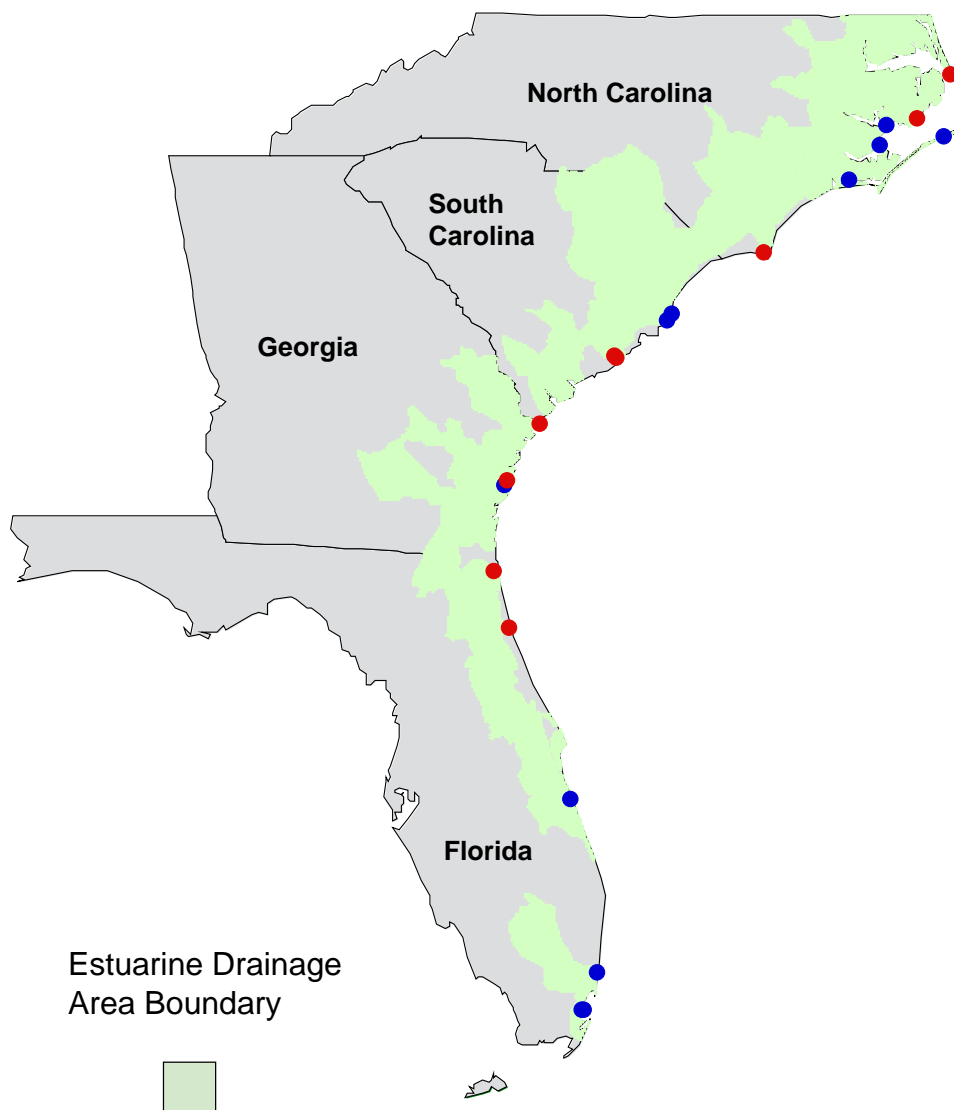 North Carolina
South
Carolina
Georgia
Florida
Estuarine Drainage
Area Boundary